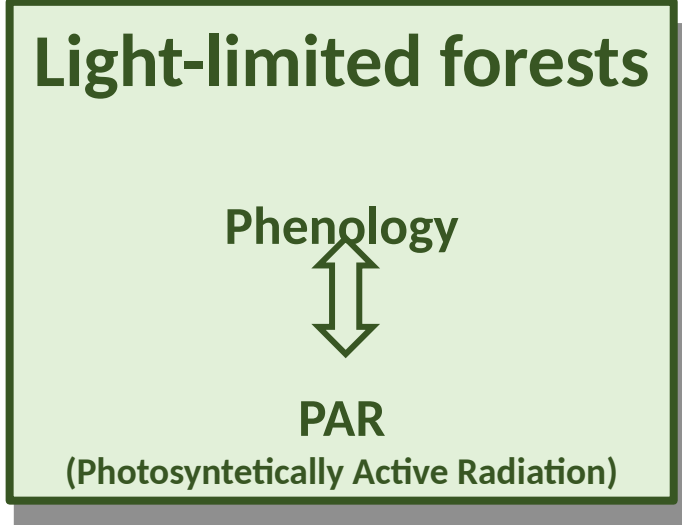 Light-limited forests
Phenology
PAR
(Photosyntetically Active Radiation)